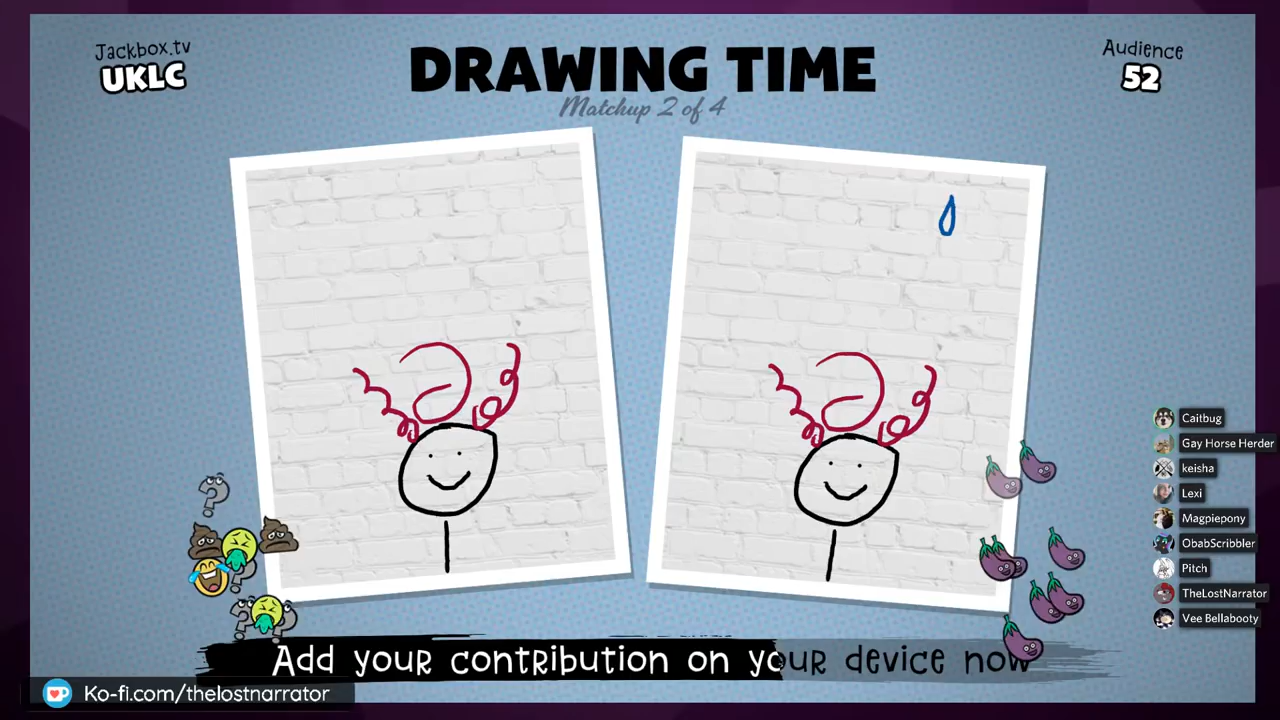 Jackbox.tv
UKLC
DRAWING TIME
Matchup 2 of 4
Audience
52
Caitbug
Gay Horse Herder
keisha
Lexi
Magpiepony
ObabScribbler
Pitch
TheLostNarrator
Vee Bellabooty
Add your contribution on your device now
Ko-fi.com/thelostnarrator